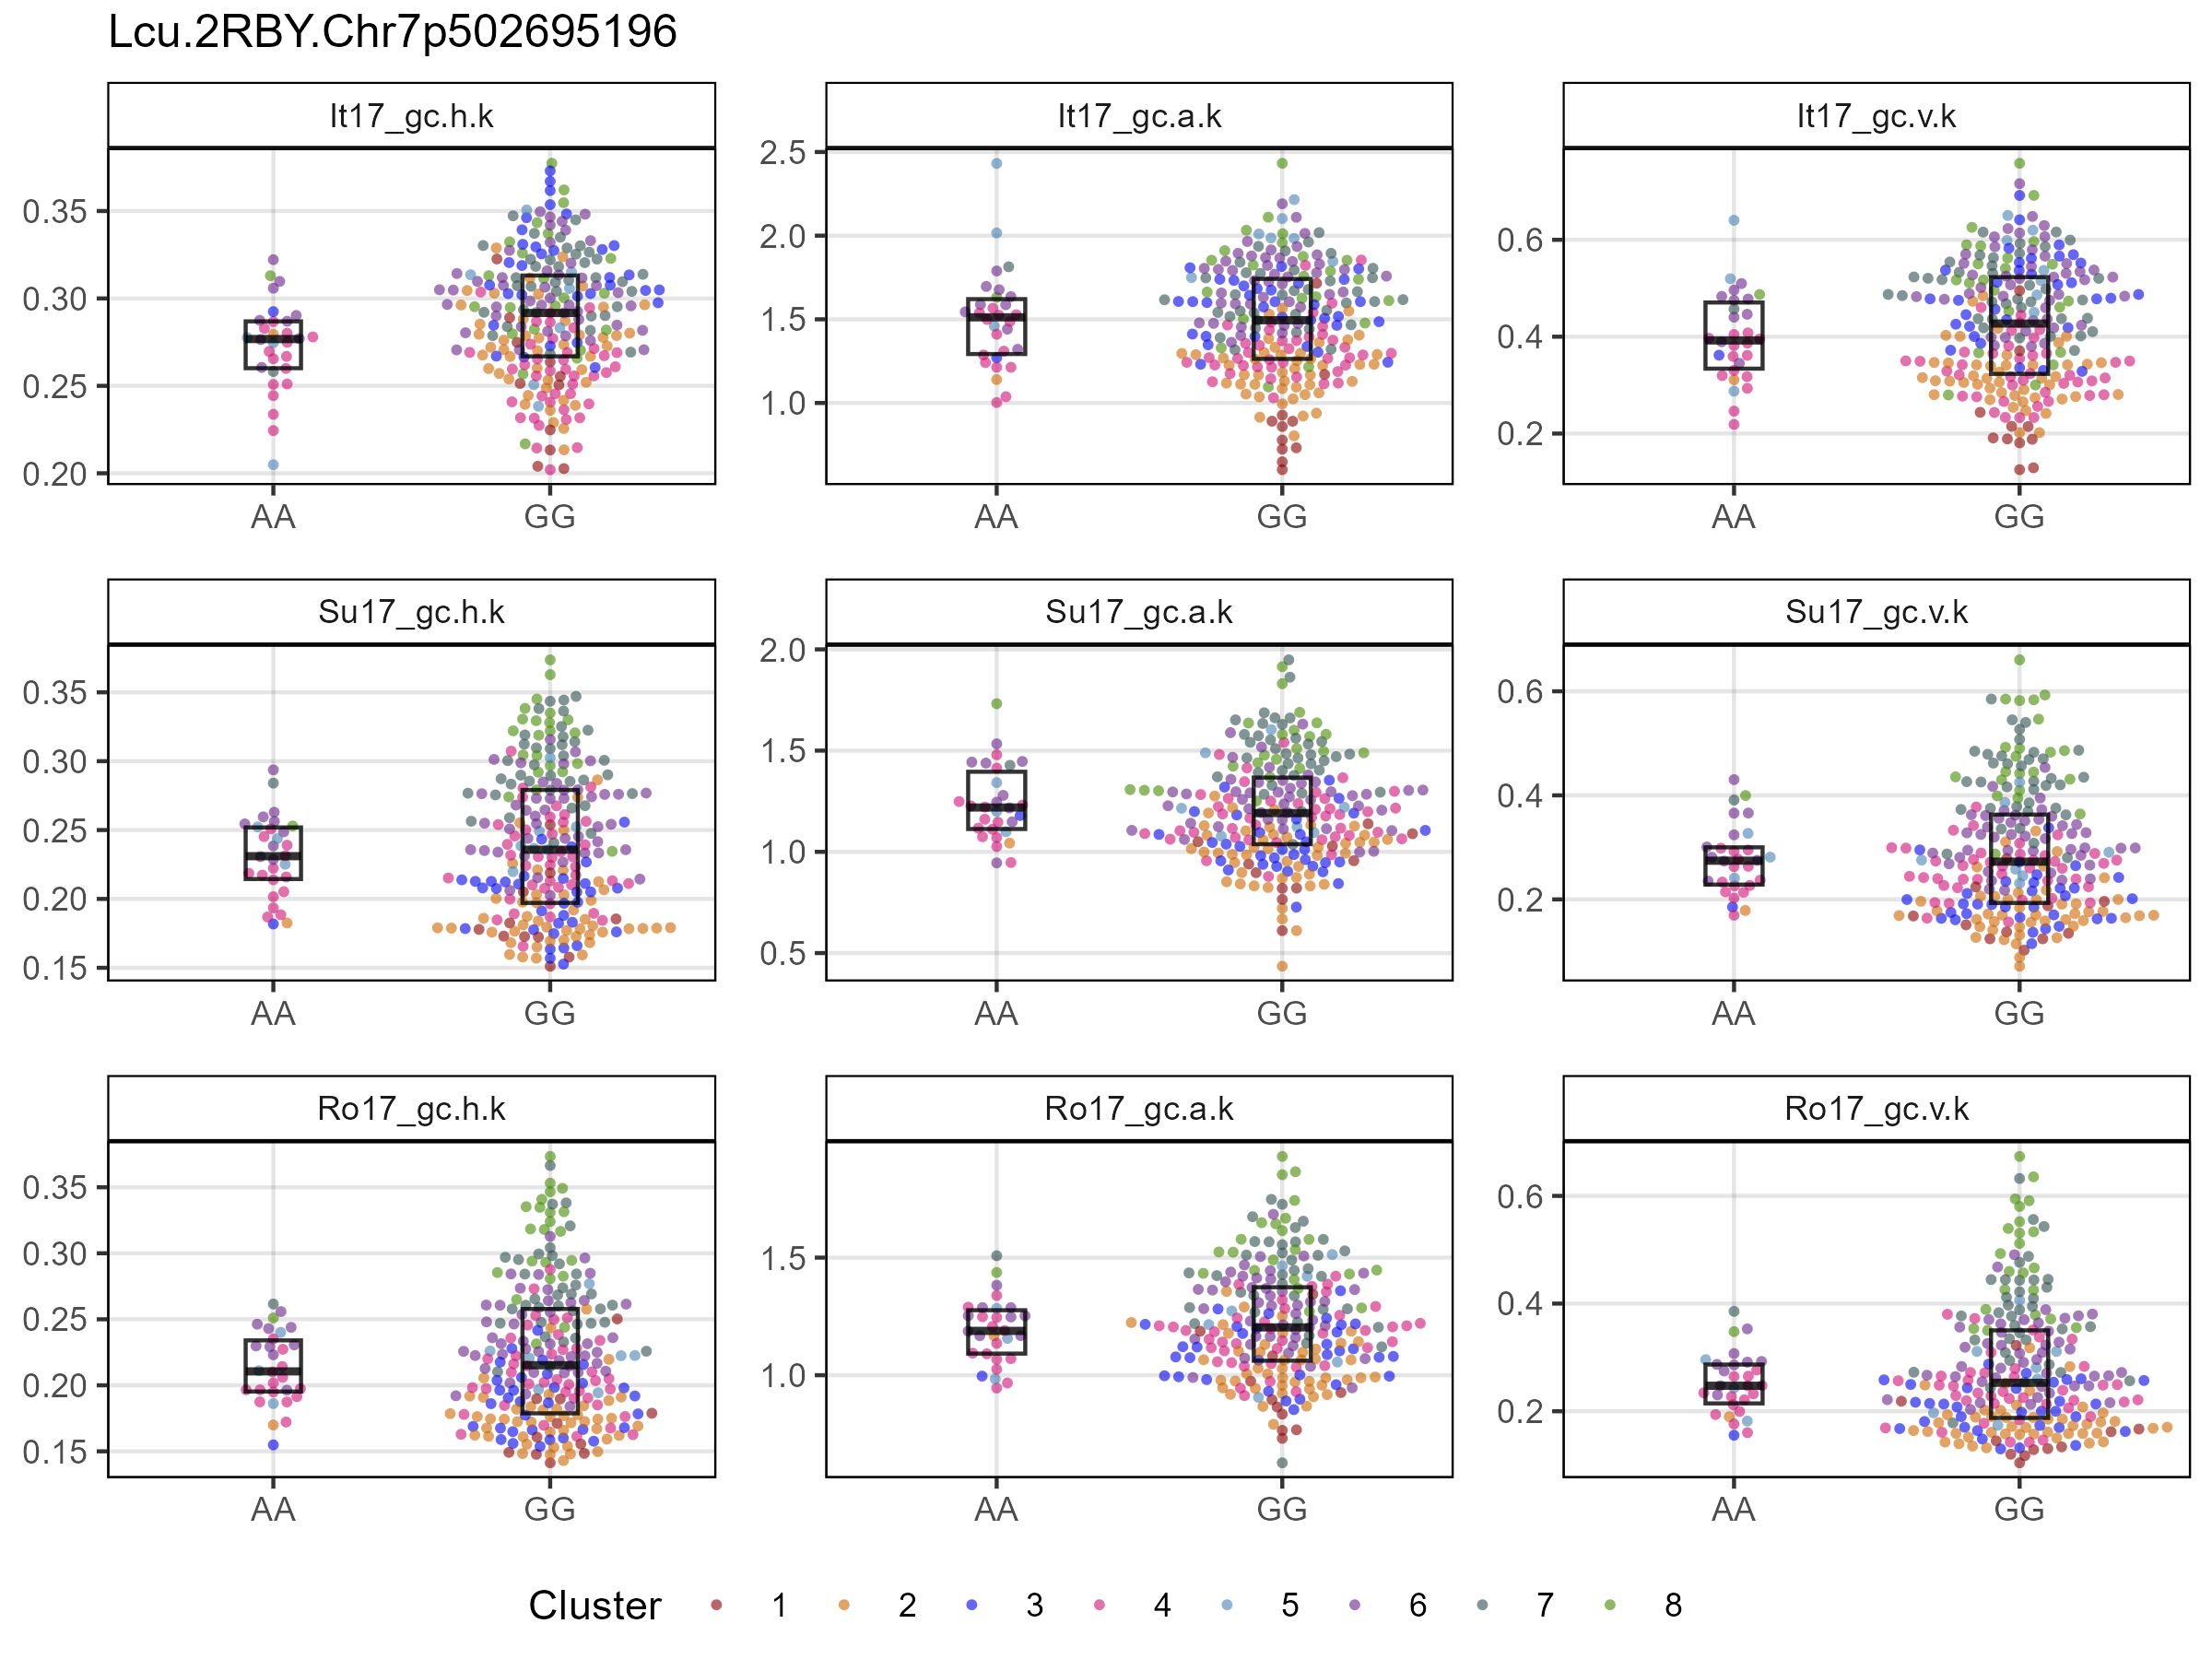 Lcu.2RBY.Chr7p502695196
It17_gc.h.k
It17_gc.a.k
It17_gc.v.k
0.35
0.30
0.25
0.20
AA GG
2.5
2.0
1.5
1.0
AA GG
0.6
0.4
0.2
AA GG
Su17_gc.h.k
Su17_gc.a.k
Su17_gc.v.k
0.35
0.30
0.25
0.20
0.15
AA GG
2.0
1.5
1.0
0.5
AA GG
0.6
0.4
0.2
AA GG
Ro17_gc.h.k
Ro17_gc.a.k
Ro17_gc.v.k
0.35
0.30
0.25
0.20
0.15
AA GG
1.5
1.0
AA GG
0.6
0.4
0.2
AA GG
Cluster 1 2 3 4 5 6 7 8